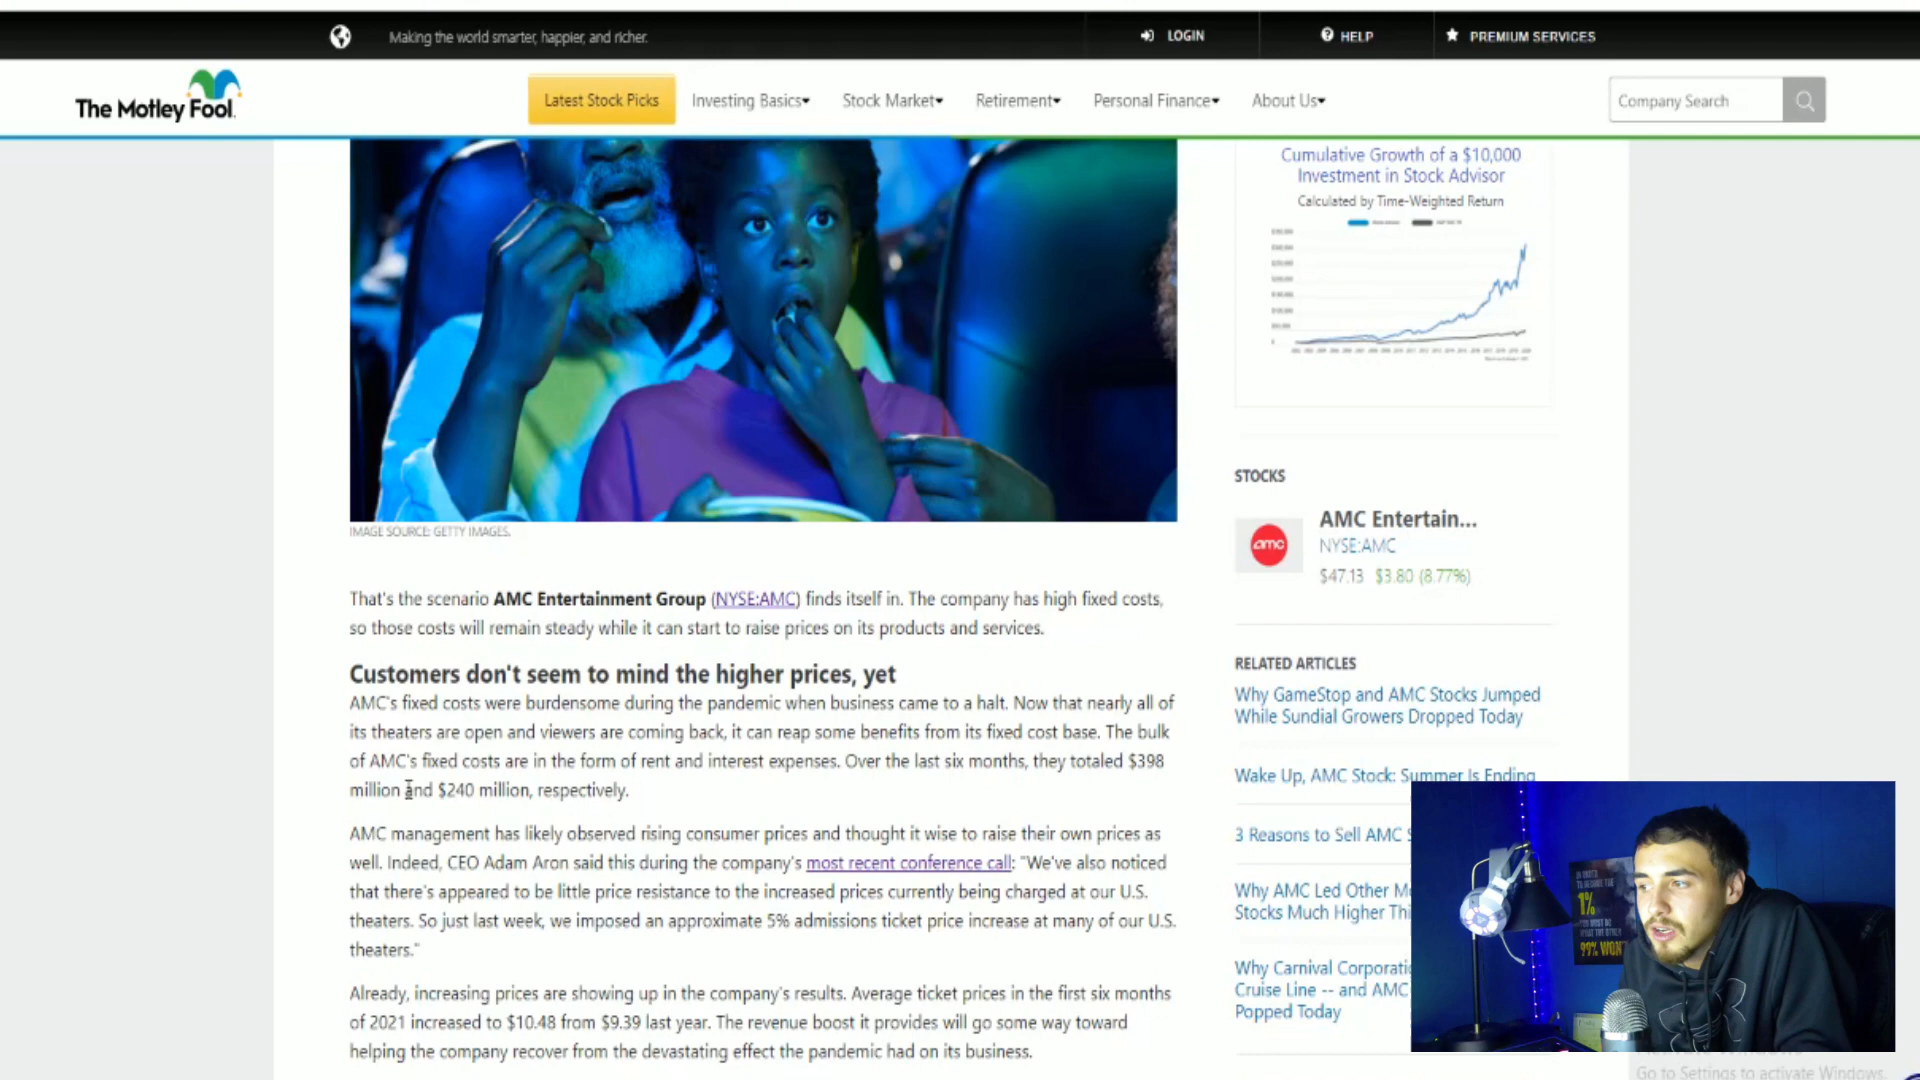 Making the world smarter, happier, and richer.
LOGIN
HELP
PREMIUM SERVICES
The Motley Fool.
Latest Stock Picks
Investing Basics
Stock Market
Retirement
Personal Finance
About Us
Company Search
Cumulative Growth of a $10,000
Investment in Stock Advisor
Calculated by Time-Weighted Return
IMAGE SOURCE: GETTY IMAGES.
STOCKS
amc
AMC Entertain...
NYSE:AMC
$47.13 $3.80 (8.77%)
That's the scenario AMC Entertainment Group (NYSE:AMC) finds itself in. The company has high fixed costs,
so those costs will remain steady while it can start to raise prices on its products and services.
Customers don't seem to mind the higher prices, yet
AMC's fixed costs were burdensome during the pandemic when business came to a halt. Now that nearly all of
its theaters are open and viewers are coming back, it can reap some benefits from its fixed cost base. The bulk
of AMC's fixed costs are in the form of rent and interest expenses. Over the last six months, they totaled $398
million and $240 million, respectively.
AMC management has likely observed rising consumer prices and thought it wise to raise their own prices as
well. Indeed, CEO Adam Aron said this during the company's most recent conference call: "We've also noticed
that there's appeared to be little price resistance to the increased prices currently being charged at our U.S.
theaters. So just last week, we imposed an approximate 5% admissions ticket price increase at many of our U.S.
theaters."
Already, increasing prices are showing up in the company's results. Average ticket prices in the first six months
of 2021 increased to $10.48 from $9.39 last year. The revenue boost it provides will go some way toward
helping the company recover from the devastating effect the pandemic had on its business.
RELATED ARTICLES
Why GameStop and AMC Stocks Jumped
While Sundial Growers Dropped Today
Wake Up, AMC Stock: Summer Is Ending
3 Reasons to Sell AMC
Why AMC Led Other
Stocks Much Higher
Why Carnival
Cruise Line -- and AMC
Popped Today
1%
99% WON'T
Go to Settings to activate Windows.